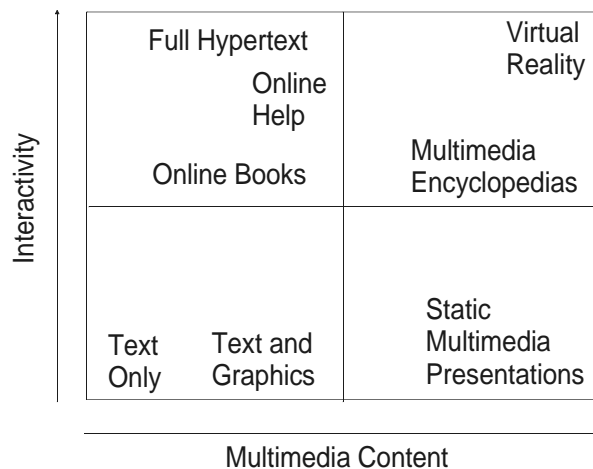 Full Hypertext
Online
Help
Online Books
Virtual
Reality
Multimedia
Encyclopedias
Interactivity
Text
Only
Text and
Graphics
Static
Multimedia
Presentations
Multimedia Content